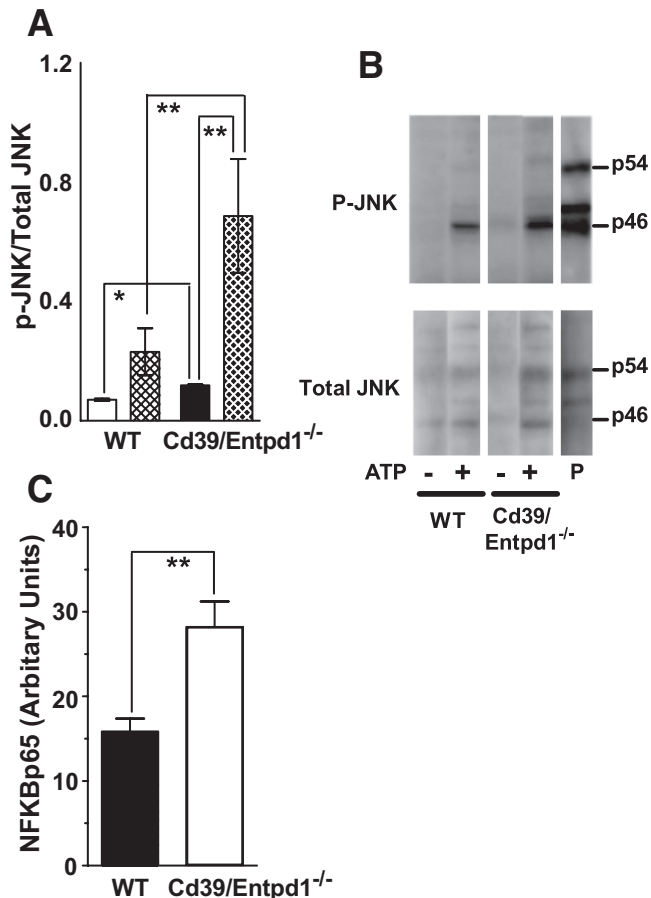 A
p-JNK/Total JNK
1.2
0.8
0.4
0.0
**
**
*
WT Cd39/Entpd1-/-
B
P-JNK
p54
p46
Total JNK
p54
p46
ATP - + - + P
WT Cd39/
Entpd1-/-
C
NFKBp65 (Arbitary Units)
40
30
20
10
0
**
WT Cd39/Entpd1-/-